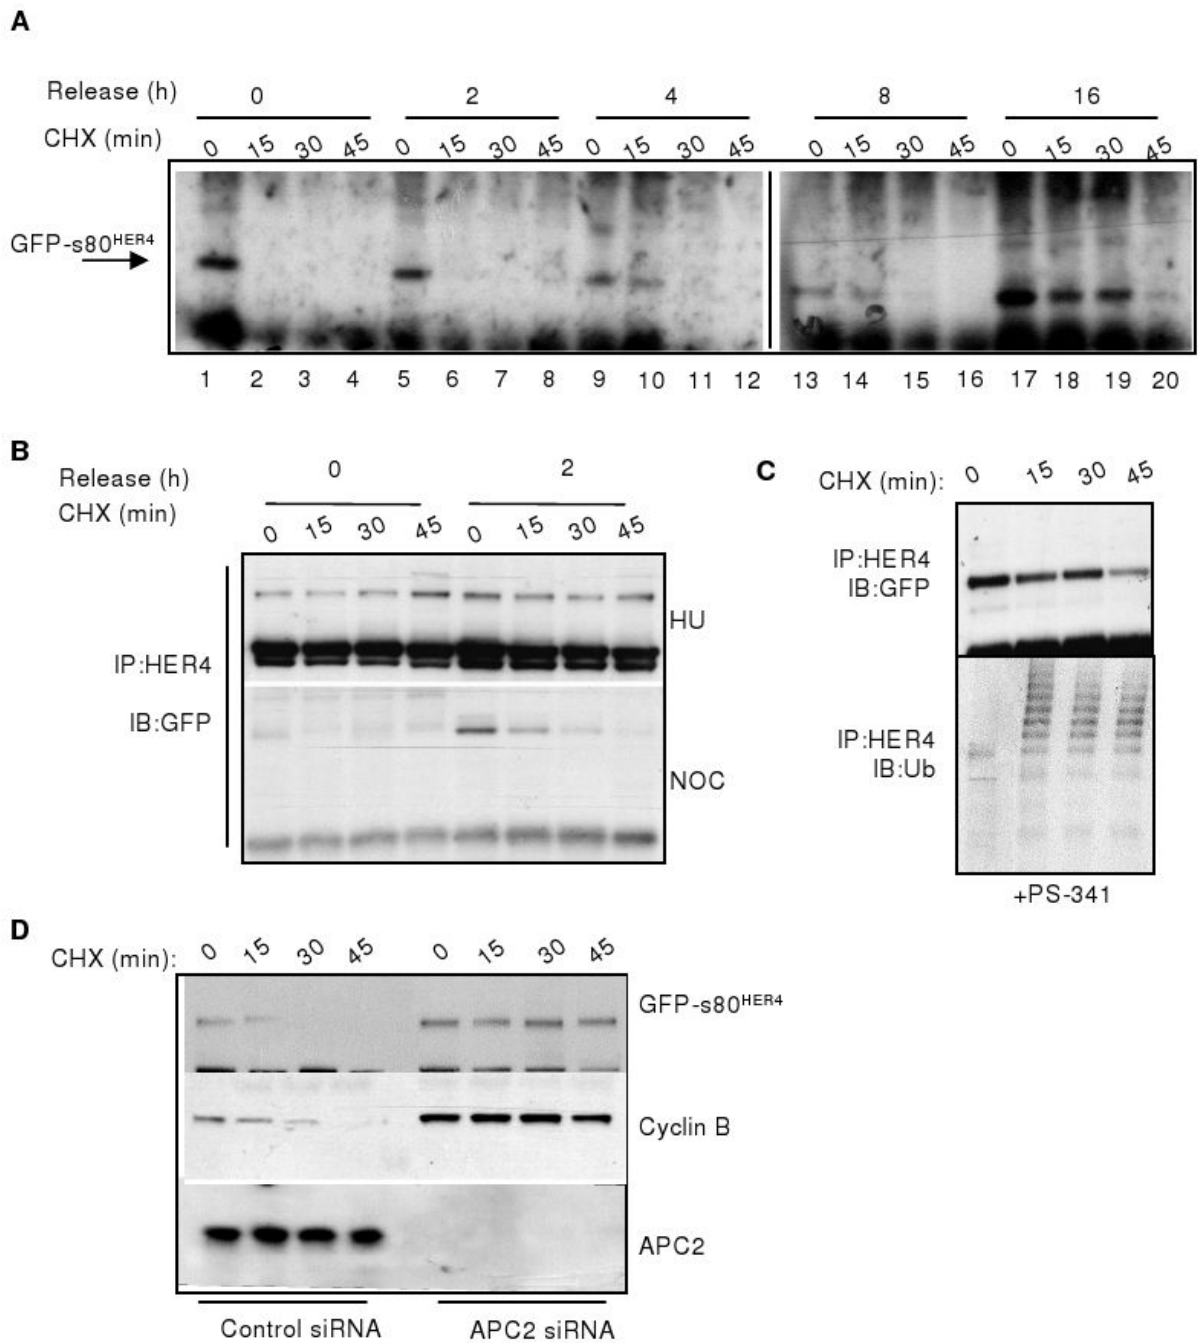 A
Release (h) 0 2 4 8 16
CHX (min) 0 15 30 45 0 15 30 45 0 15 30 45 0 15 30 45 0 15 30 45
GFP-s80HER4
1 2 3 4 5 6 7 8 9 10 11 12 13 14 15 16 17 18 19 20
B
Release (h) 0 2
CHX (min) 0 15 30 45 0 15 30 45
HU
IP:HER4
IB:GFP
NOC
C
CHX (min): 0 15 30 45
IP:HER4
IB:GFP
IP:HER4
IB:Ub
+PS-341
D
CHX (min): 0 15 30 45 0 15 30 45
GFP-s80HER4
Cyclin B
APC2
Control siRNA APC2 siRNA